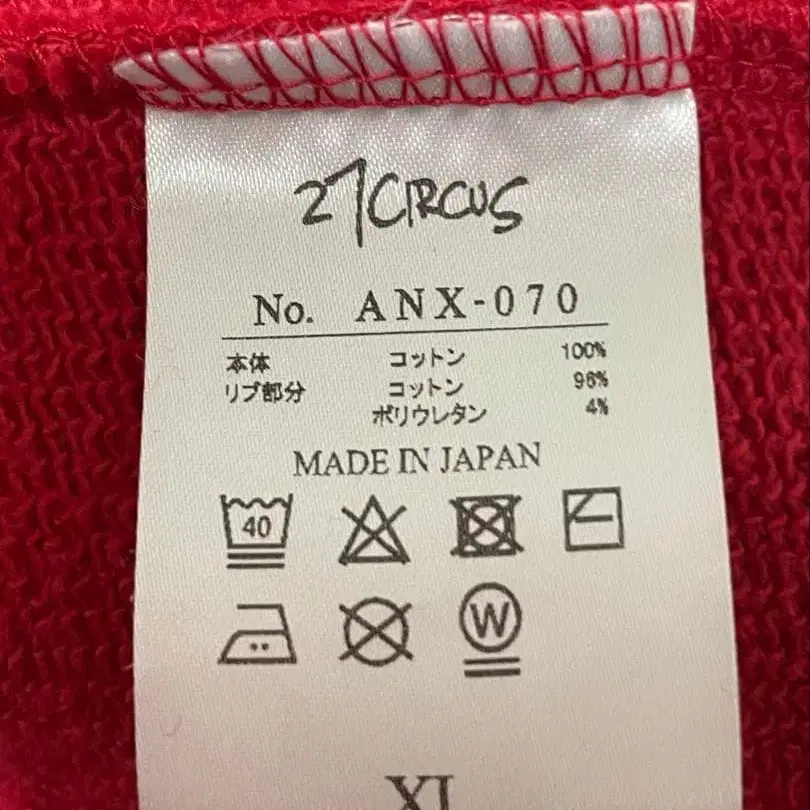 27CIRCUS
No. ANX-070
本体 コットン 100%
リブ部分 コットン 96%
ポリウレタン 4%
MADE IN JAPAN
40
W
XL